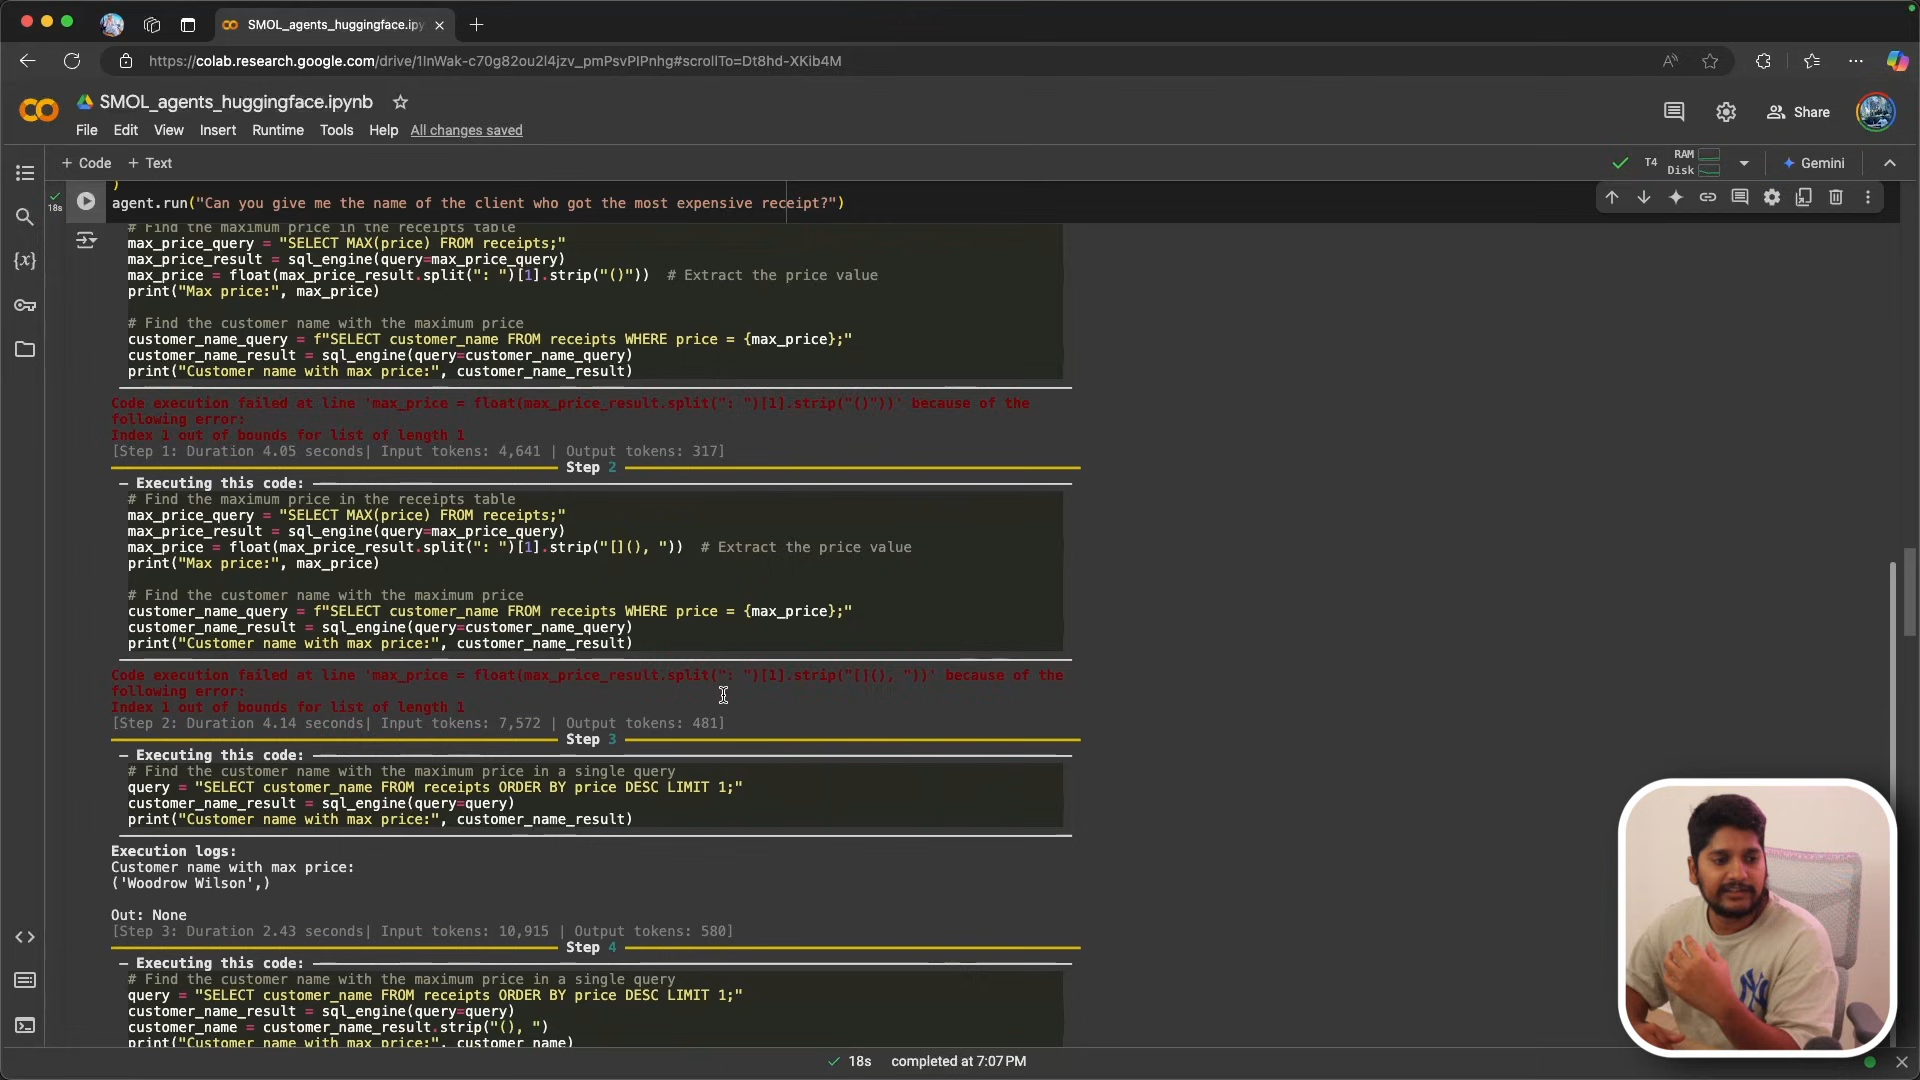 SMOL_agents_huggingface.ipy
https://colab.research.google.com/drive/1InWak-c70g82ou2l4jzv_pmPsvPlPnhg#scrollTo=Dt8hd-XKib4M
SMOL_agents_huggingface.ipynb
Share
File Edit View Insert Runtime Tools Help All changes saved
+ Code + Text
T4 RAM Disk Gemini
)
18s
agent.run("Can you give me the name of the client who got the most expensive receipt?")
# Find the maximum price in the receipts table
max_price_query = "SELECT MAX(price) FROM receipts;"
max_price_result = sql_engine(query=max_price_query)
max_price = float(max_price_result.split(": ")[1].strip("()"))  # Extract the price value
print("Max price:", max_price)
# Find the customer name with the maximum price
customer_name_query = f"SELECT customer_name FROM receipts WHERE price = {max_price};"
customer_name_result = sql_engine(query=customer_name_query)
print("Customer name with max price:", customer_name_result)
Code execution failed at line 'max_price = float(max_price_result.split(": ")[1].strip("()"))' because of the
following error:
Index 1 out of bounds for list of length 1
[Step 1: Duration 4.05 seconds| Input tokens: 4,641 | Output tokens: 317]
Step 2
─ Executing this code:
# Find the maximum price in the receipts table
max_price_query = "SELECT MAX(price) FROM receipts;"
max_price_result = sql_engine(query=max_price_query)
max_price = float(max_price_result.split(": ")[1].strip("[](), "))  # Extract the price value
print("Max price:", max_price)
# Find the customer name with the maximum price
customer_name_query = f"SELECT customer_name FROM receipts WHERE price = {max_price};"
customer_name_result = sql_engine(query=customer_name_query)
print("Customer name with max price:", customer_name_result)
Code execution failed at line 'max_price = float(max_price_result.split(": ")[1].strip("[](), "))' because of the
following error:
Index 1 out of bounds for list of length 1
[Step 2: Duration 4.14 seconds| Input tokens: 7,572 | Output tokens: 481]
Step 3
─ Executing this code:
# Find the customer name with the maximum price in a single query
query = "SELECT customer_name FROM receipts ORDER BY price DESC LIMIT 1;"
customer_name_result = sql_engine(query=query)
print("Customer name with max price:", customer_name_result)
Execution logs:
Customer name with max price:
('Woodrow Wilson',)
Out: None
[Step 3: Duration 2.43 seconds| Input tokens: 10,915 | Output tokens: 580]
Step 4
─ Executing this code:
# Find the customer name with the maximum price in a single query
query = "SELECT customer_name FROM receipts ORDER BY price DESC LIMIT 1;"
customer_name_result = sql_engine(query=query)
customer_name = customer_name_result.strip("(), ")
print("Customer name with max price:", customer_name)
18s completed at 7:07 PM